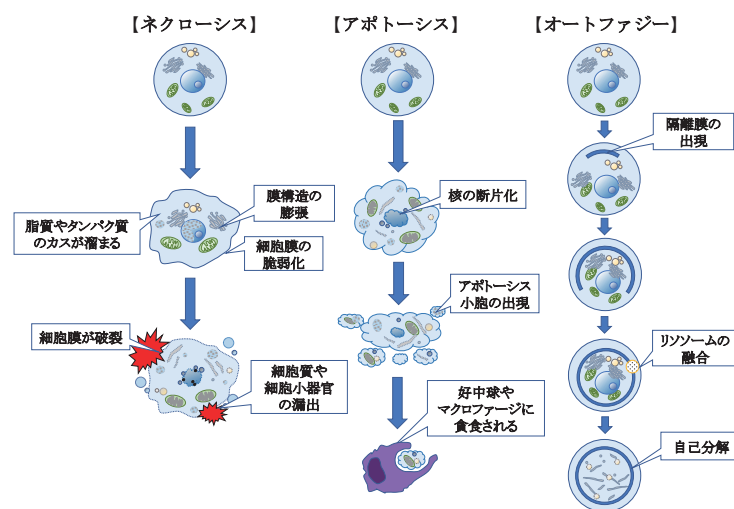 【ネクローシス】
脂質やタンパク質
のカスが溜まる
膜構造の
膨張
細胞膜の
脆弱化
細胞膜が破裂
細胞質や
細胞小器官
の漏出
【アポトーシス】
核の断片化
アポトーシス
小胞の出現
好中球や
マクロファージに
貪食される
【オートファジー】
隔離膜の
出現
リソソームの
融合
自己分解